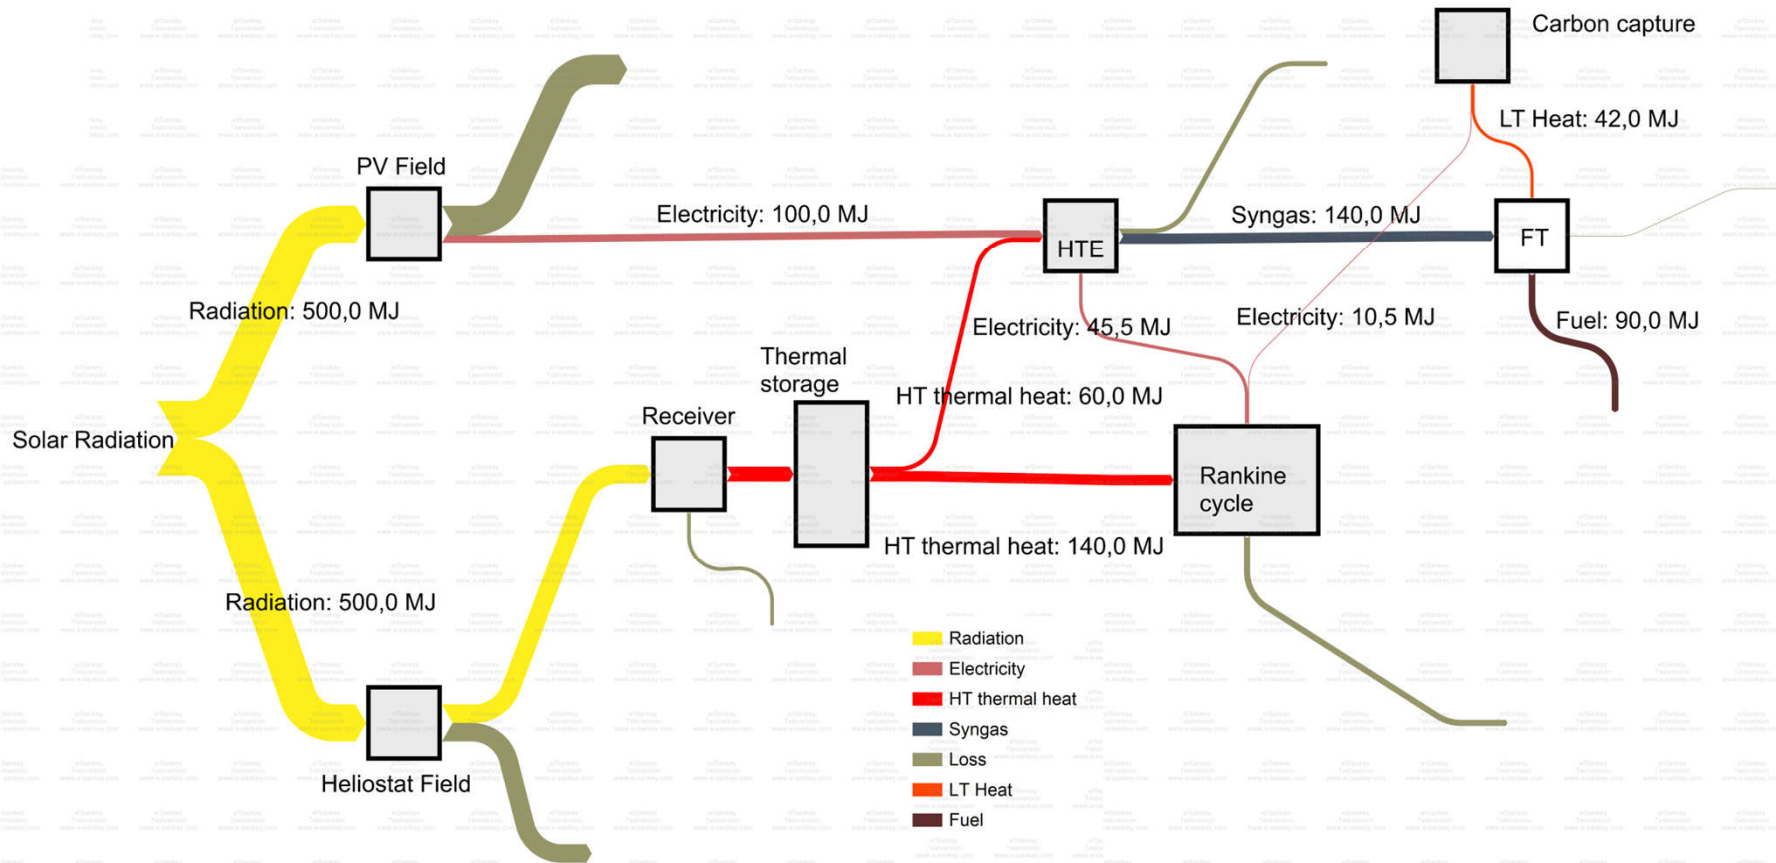 Carbon capture
LT Heat: 42,0 MJ
PV Field
Electricity: 100,0 MJ
Syngas: 140,0 MJ
HTE
FT
Radiation: 500,0 MJ
Electricity: 45,5 MJ
Electricity: 10,5 MJ
Fuel: 90,0 MJ
Thermal
storage
HT thermal heat: 60,0 MJ
Receiver
Solar Radiation
Rankine
cycle
HT thermal heat: 140,0 MJ
Radiation: 500,0 MJ
Heliostat Field
Radiation
Electricity
HT thermal heat
Syngas
Loss
LT Heat
Fuel